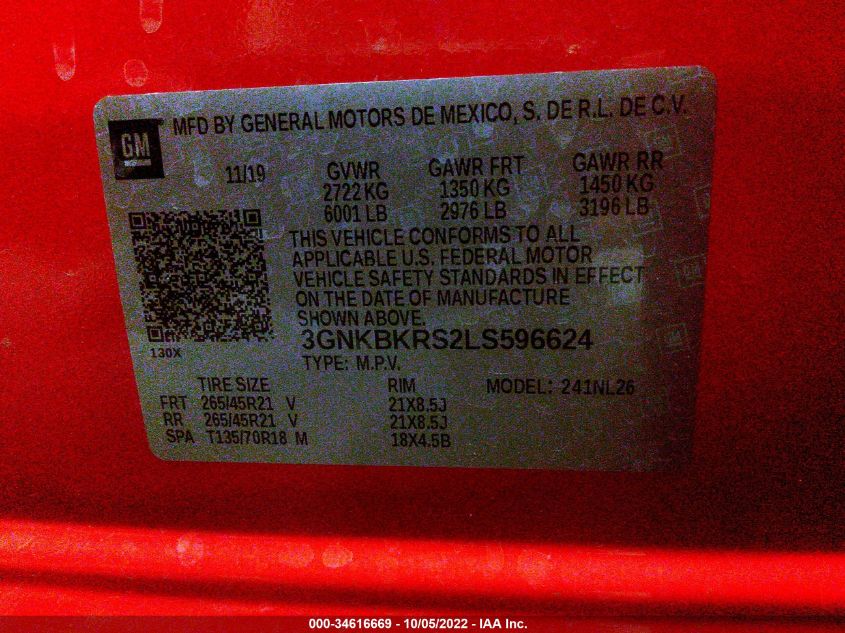 MFD BY GENERAL MOTORS DE MEXICO, S. DE R.L. DE C.V.
GM
11/19 GVWR GAWR FRT GAWR RR
2722 KG 1350 KG 1450 KG
6001 LB 2976 LB 3196 LB
THIS VEHICLE CONFORMS TO ALL
APPLICABLE U.S. FEDERAL MOTOR
VEHICLE SAFETY STANDARDS IN EFFECT
ON THE DATE OF MANUFACTURE
SHOWN ABOVE.
3GNKBKRS2LS596624
130X
TYPE: M.P.V.
TIRE SIZE RIM MODEL: 241NL26
FRT 265/45R21 V 21X8.5J
RR 265/45R21 V 21X8.5J
SPA T135/70R18 M 18X4.5B
000-34616669 - 10/05/2022 - IAA Inc.